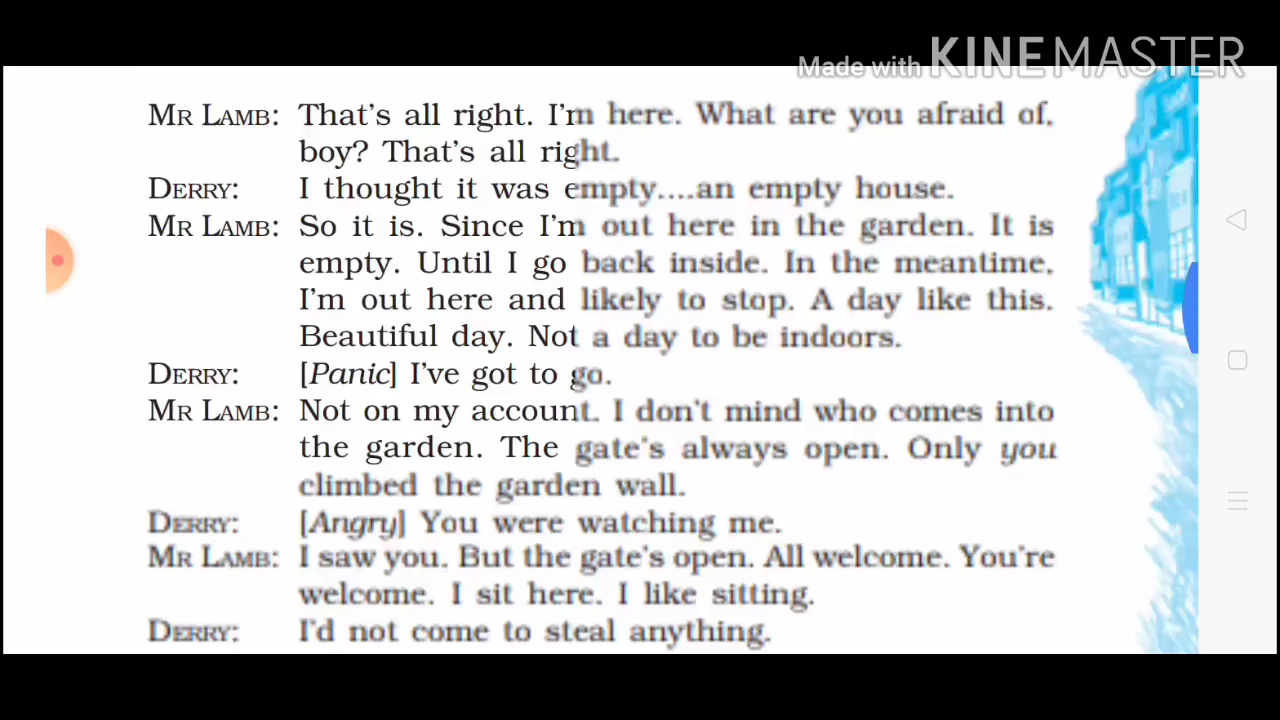 Made with KINEMASTER
MR LAMB: That's all right. I'm here. What are you afraid of,
boy? That's all right.
DERRY: I thought it was empty....an empty house.
MR LAMB: So it is. Since I'm out here in the garden. It is
empty. Until I go back inside. In the meantime,
I'm out here and likely to stop. A day like this.
Beautiful day. Not a day to be indoors.
DERRY: [Panic] I've got to go.
MR LAMB: Not on my account. I don't mind who comes into
the garden. The gate's always open. Only you
climbed the garden wall.
DERRY: [Angry] You were watching me.
MR LAMB: I saw you. But the gate's open. All welcome. You're
welcome. I sit here. I like sitting.
DERRY: I'd not come to steal anything.